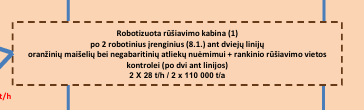 Robotizuota rūšiavimo kabina (1)
po 2 robotinius įrenginius (8.1.) ant dviejų linijų
oranžinių maišelių bei negabaritinių atliekų nuėmimui + rankinio rūšiavimo vietos
kontrolei (po dvi ant linijos)
2 X 28 t/h / 2 x 110 000 t/a
t/h